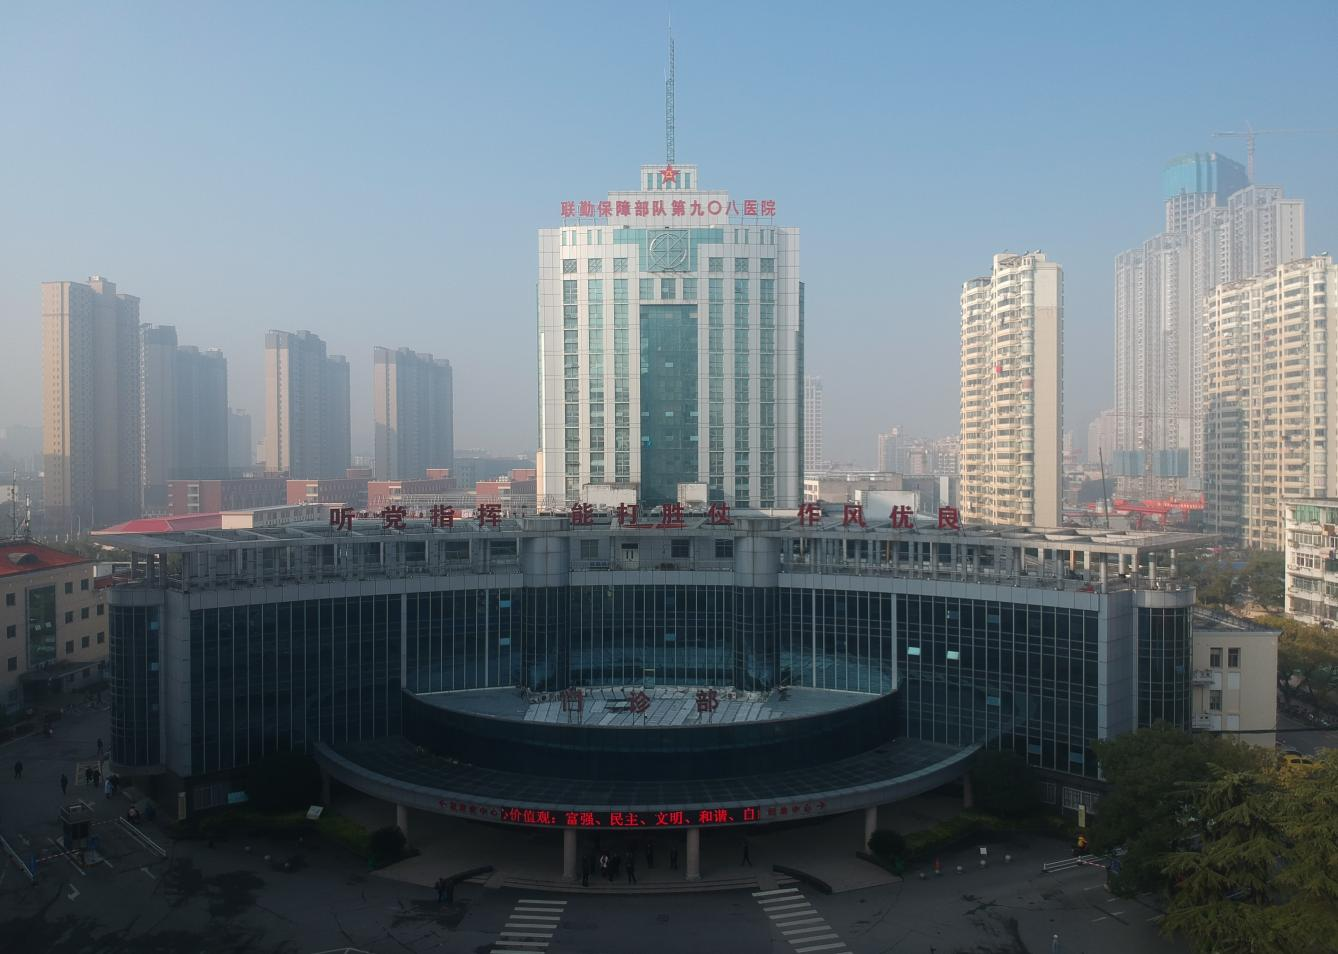 联勤保障部队第九〇八医院
听党指挥 能打胜仗 作风优良
门诊部
价值观：富强、民主、文明、和谐、自